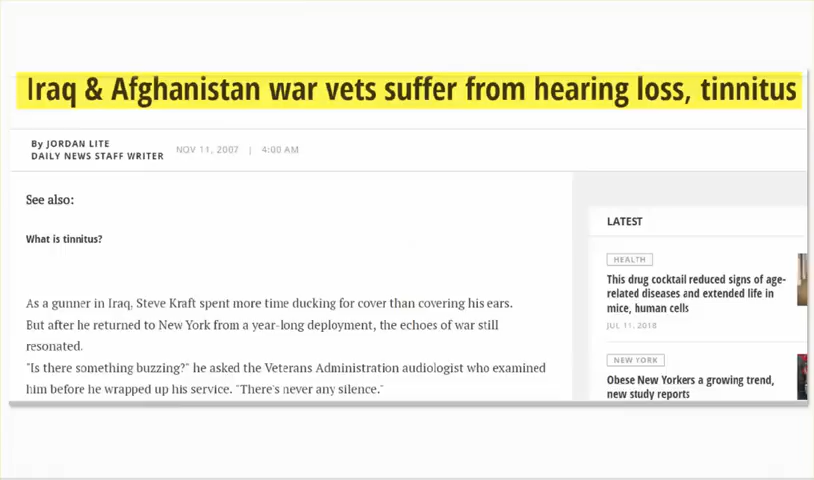 Iraq & Afghanistan war vets suffer from hearing loss, tinnitus
By JORDAN LITE
DAILY NEWS STAFF WRITER
NOV 11, 2007 | 4:00 AM
See also:
What is tinnitus?
As a gunner in Iraq, Steve Kraft spent more time ducking for cover than covering his ears.
But after he returned to New York from a year-long deployment, the echoes of war still
resonated.
"Is there something buzzing?" he asked the Veterans Administration audiologist who examined
him before he wrapped up his service. "There's never any silence."
LATEST
HEALTH
This drug cocktail reduced signs of age-
related diseases and extended life in
mice, human cells
JUL 11, 2018
NEW YORK
Obese New Yorkers a growing trend,
new study reports